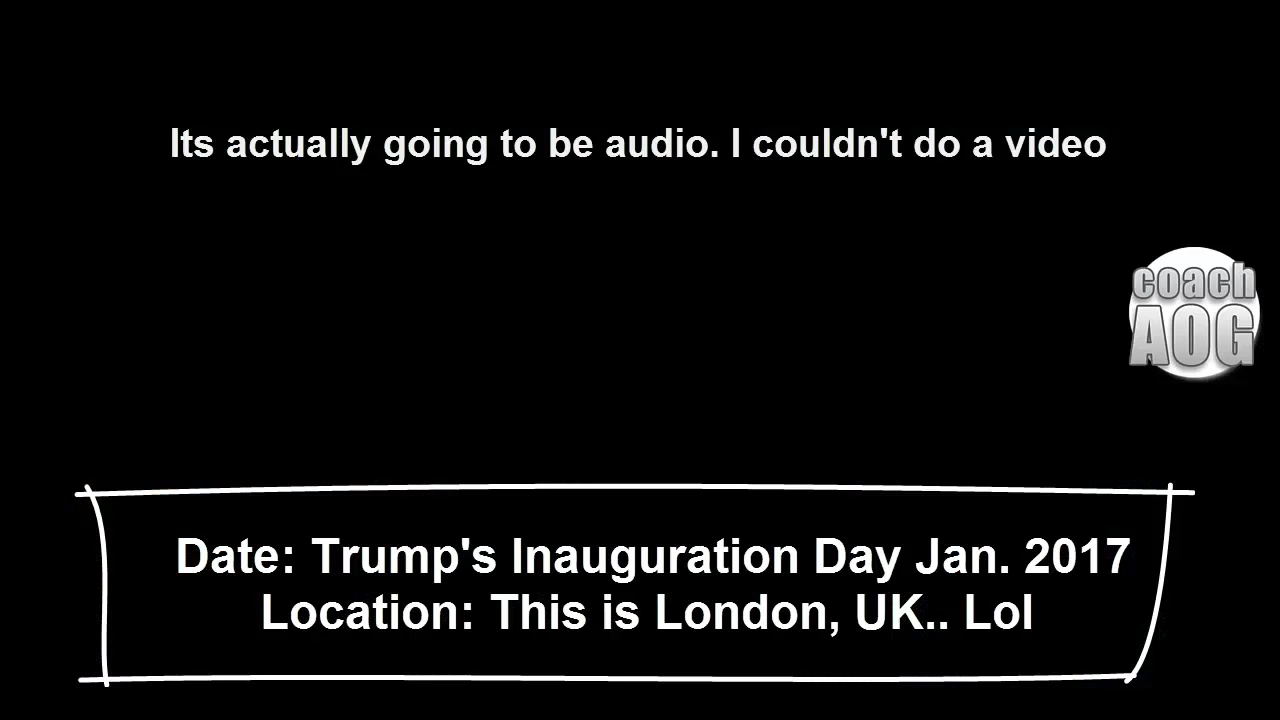 Its actually going to be audio. I couldn't do a video
coach
AOG
Date: Trump's Inauguration Day Jan. 2017
Location: This is London, UK.. Lol